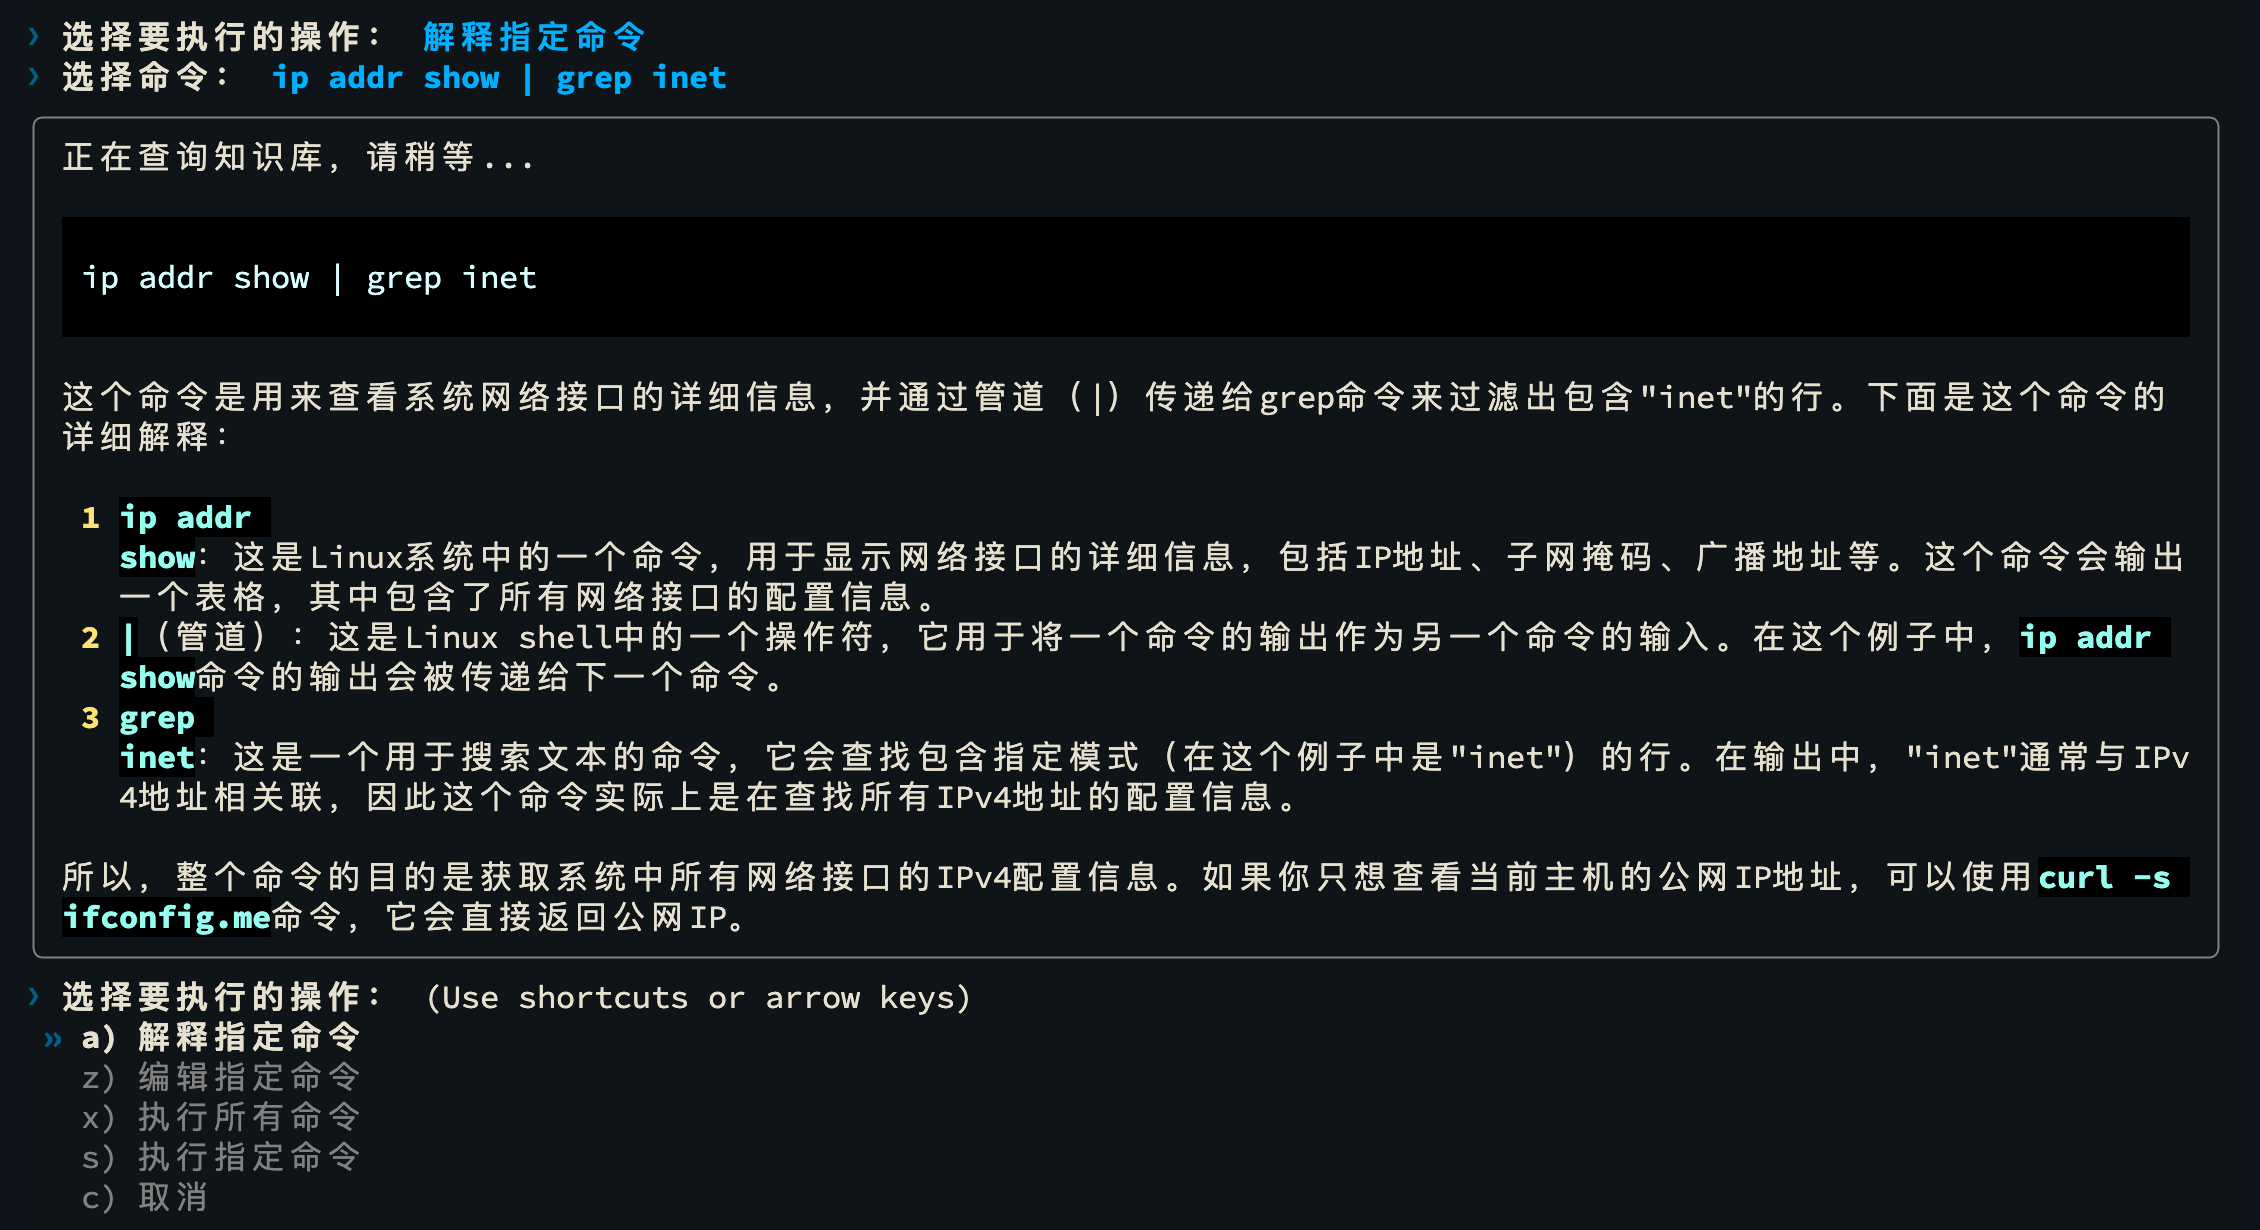 › 选择要执行的操作： 解释指定命令
› 选择命令： ip addr show | grep inet
正在查询知识库，请稍等...
ip addr show | grep inet
这个命令是用来查看系统网络接口的详细信息，并通过管道（|）传递给grep命令来过滤出包含"inet"的行。下面是这个命令的
详细解释：
1 ip addr
show：这是Linux系统中的一个命令，用于显示网络接口的详细信息，包括IP地址、子网掩码、广播地址等。这个命令会输出
一个表格，其中包含了所有网络接口的配置信息。
2 |（管道）：这是Linux shell中的一个操作符，它用于将一个命令的输出作为另一个命令的输入。在这个例子中，ip addr
show命令的输出会被传递给下一个命令。
3 grep
inet：这是一个用于搜索文本的命令，它会查找包含指定模式（在这个例子中是"inet"）的行。在输出中，"inet"通常与IPv
4地址相关联，因此这个命令实际上是在查找所有IPv4地址的配置信息。
所以，整个命令的目的是获取系统中所有网络接口的IPv4配置信息。如果你只想查看当前主机的公网IP地址，可以使用curl -s
ifconfig.me命令，它会直接返回公网IP。
› 选择要执行的操作： (Use shortcuts or arrow keys)
» a) 解释指定命令
z) 编辑指定命令
x) 执行所有命令
s) 执行指定命令
c) 取消